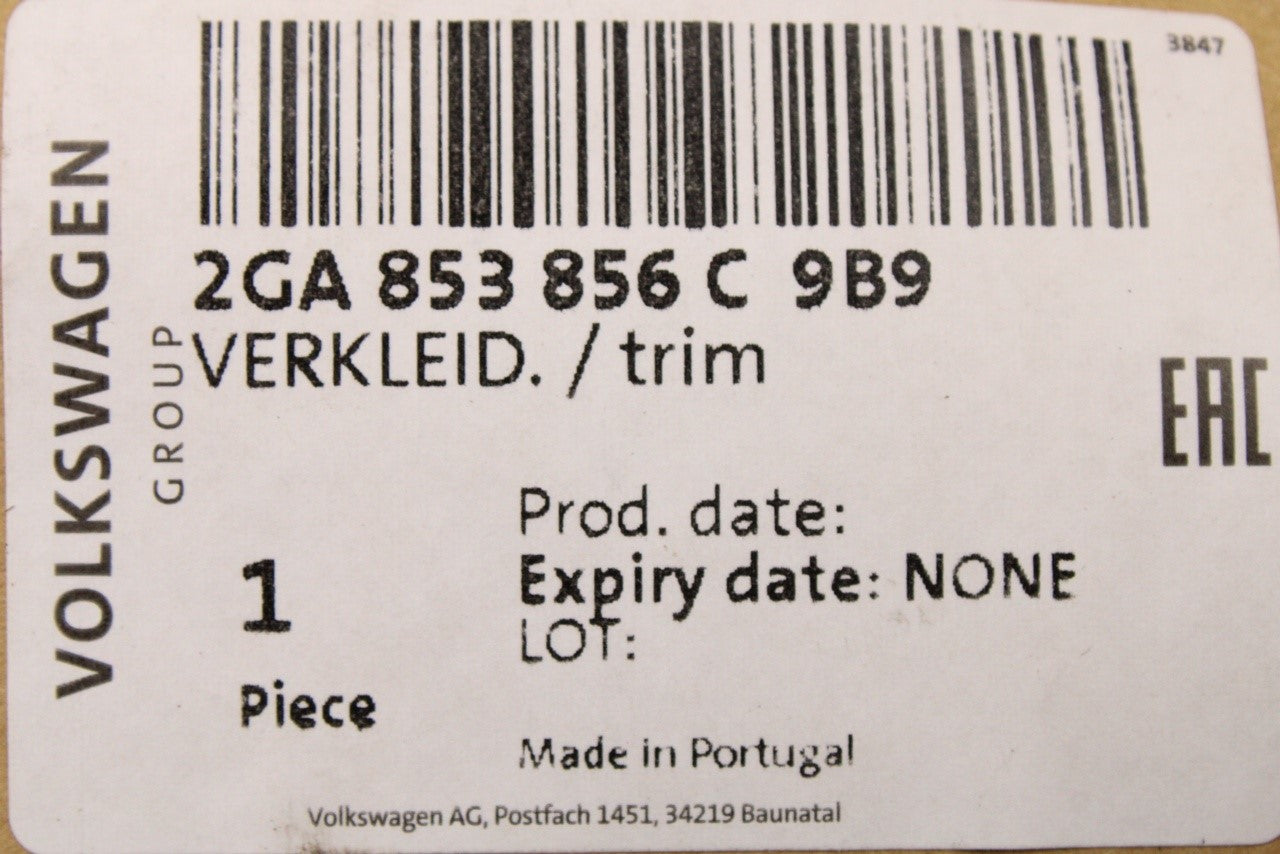 3847
VOLKSWAGEN
GROUP
2GA 853 856 C 9B9
VERKLEID. / trim
EAC
Prod. date:
Expiry date: NONE
LOT:
1
Piece
Made in Portugal
Volkswagen AG, Postfach 1451, 34219 Baunatal